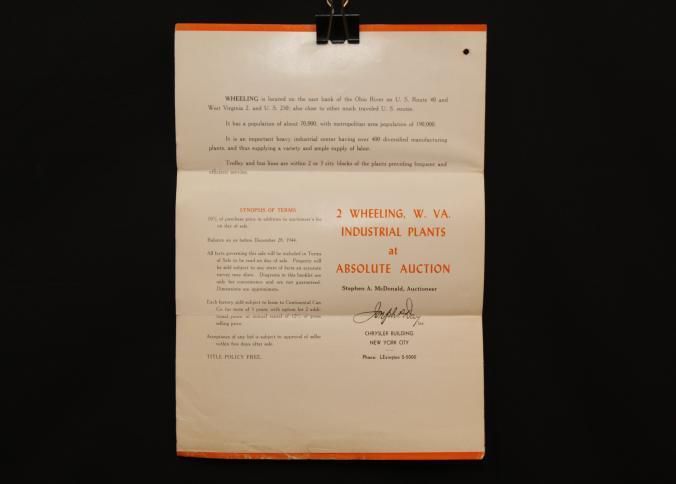 WHEELING is located on the east bank of the Ohio River on U. S. Route 40 and
West Virginia 2, and U. S. 250; also close to other much traveled U. S. routes.
It has a population of about 70,000, with metropolitan area population of 190,000.
It is an important heavy industrial center having over 400 diversified manufacturing
plants, and thus supplying a variety and ample supply of labor.
Trolley and bus lines are within 2 or 3 city blocks of the plants providing frequent and
efficient service.
SYNOPSIS OF TERMS
10% of purchase price in addition to auctioneer's fee
on day of sale.
Balance on or before December 28, 1944.
All facts governing this sale will be included in Terms
of Sale to be read on day of sale. Property will
be sold subject to any state of facts an accurate
survey may show. Diagrams in this booklet are
only for convenience and are not guaranteed.
Dimensions are approximate.
Each factory sold subject to lease to Continental Can
Co. for term of 3 years, with option for 2 addi-
tional years, at annual rental of 12% of gross
selling price.
Acceptance of any bid is subject to approval of seller
within five days after sale.
TITLE POLICY FREE.
2 WHEELING, W. VA.
INDUSTRIAL PLANTS
at
ABSOLUTE AUCTION
Stephen A. McDonald, Auctioneer
Joseph P. Day
CHRYSLER BUILDING
NEW YORK CITY
Phone: LExington 2-5000